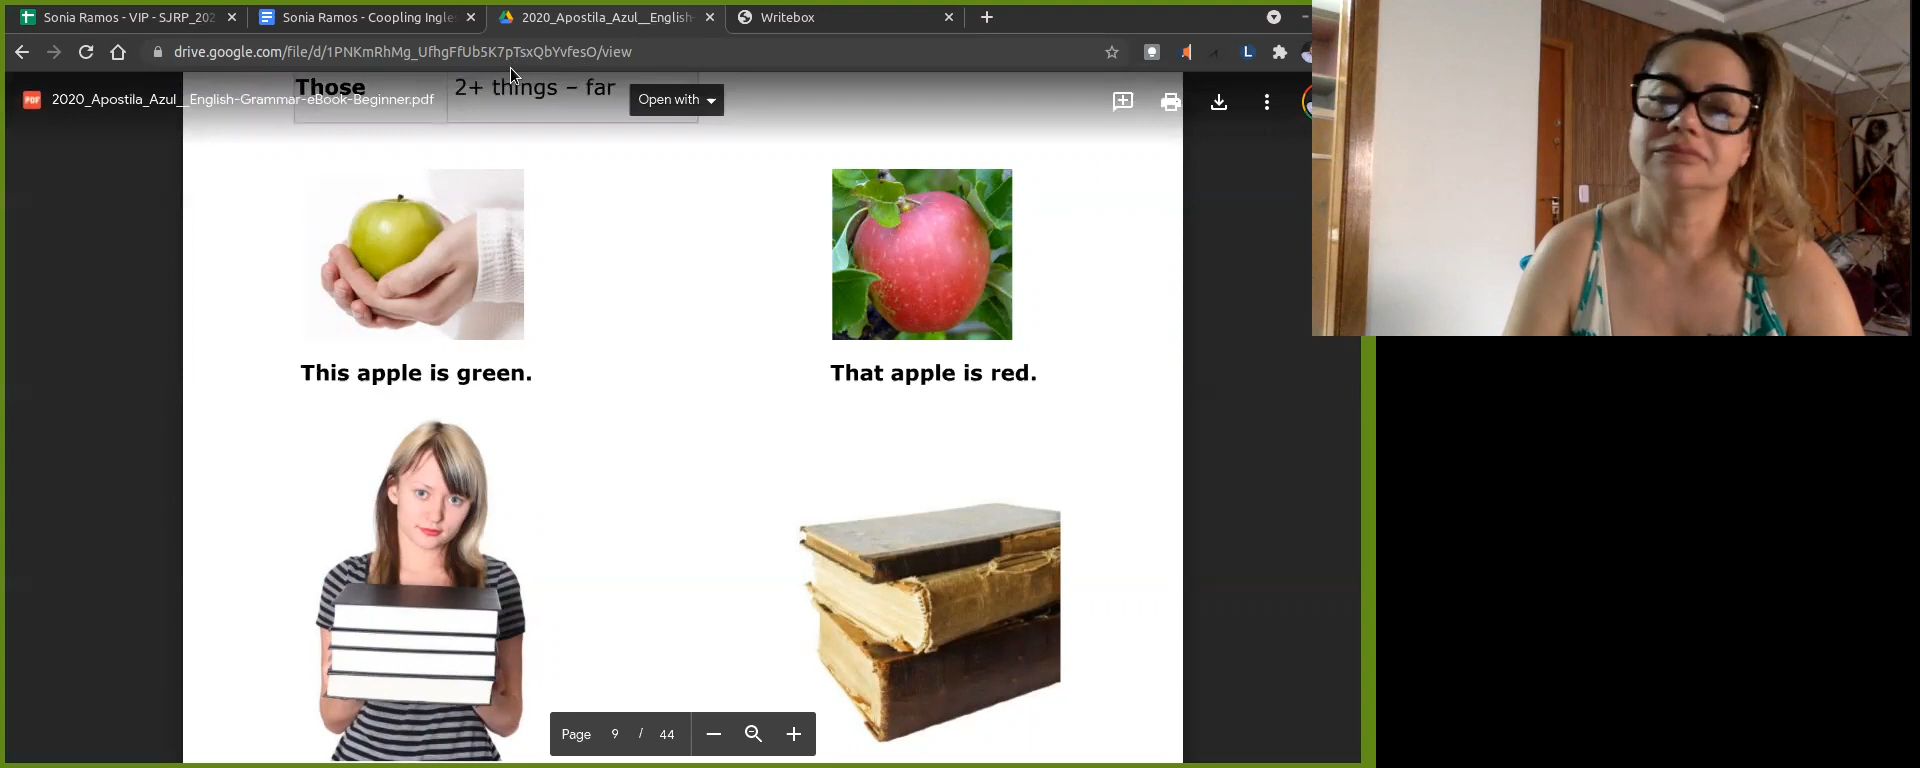 Sonia Ramos - VIP - SJRP_202
Sonia Ramos - Coopling Ingle
2020_Apostila_Azul__English-
Writebox
drive.google.com/file/d/1PNKmRhMg_UfhgFfUb5K7pTsxQbYvfesO/view
Those 2+ things – far
PDF 2020_Apostila_Azul__English-Grammar-eBook-Beginner.pdf Open with
This apple is green. That apple is red.
Page 9 / 44